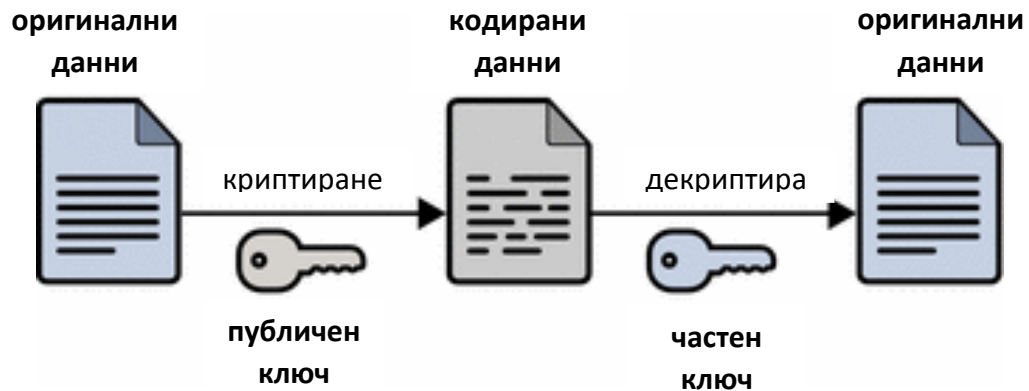 оригинални
данни
кодирани
данни
оригинални
данни
криптиране
декриптира
публичен
ключ
частен
ключ